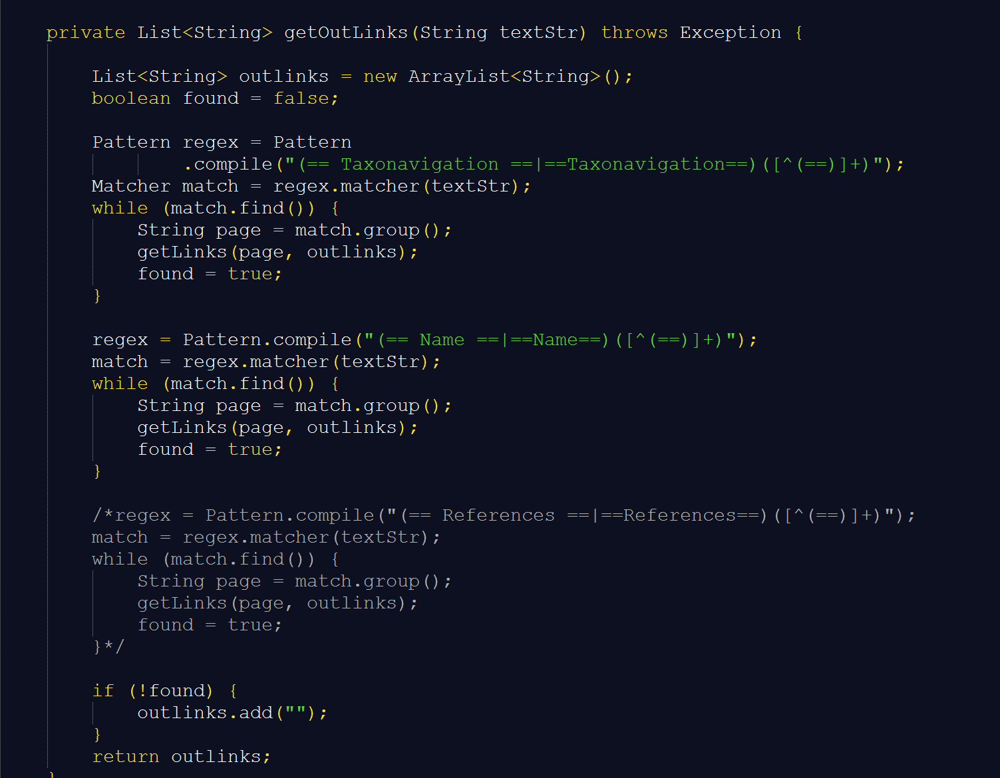 private List<String> getOutLinks(String textStr) throws Exception {
List<String> outlinks = new ArrayList<String>();
boolean found = false;
Pattern regex = Pattern
.compile("(== Taxonavigation ==|==Taxonavigation==)([^(==)]+)");
Matcher match = regex.matcher(textStr);
while (match.find()) {
String page = match.group();
getLinks(page, outlinks);
found = true;
}
regex = Pattern.compile("(== Name ==|==Name==)([^(==)]+)");
match = regex.matcher(textStr);
while (match.find()) {
String page = match.group();
getLinks(page, outlinks);
found = true;
}
/*regex = Pattern.compile("(== References ==|==References==)([^(==)]+)");
match = regex.matcher(textStr);
while (match.find()) {
String page = match.group();
getLinks(page, outlinks);
found = true;
}*/
if (!found) {
outlinks.add("");
}
return outlinks;
}